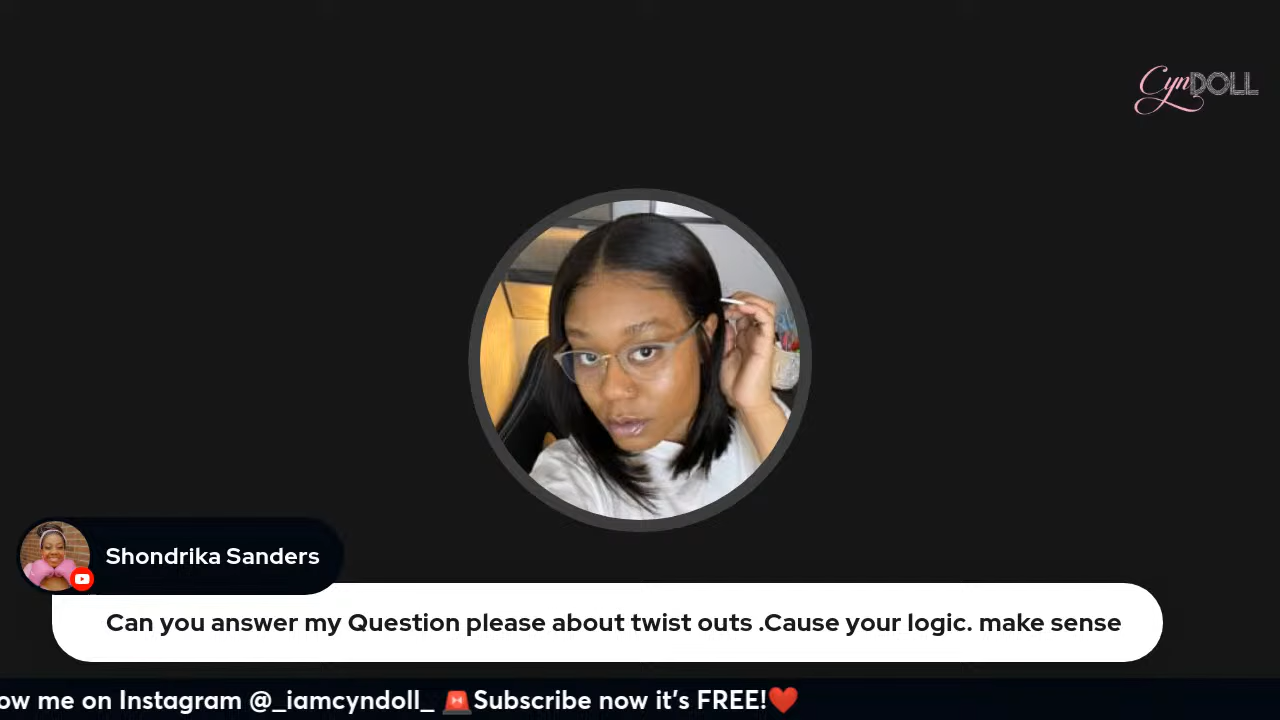 CynDOLL
Shondrika Sanders
Can you answer my Question please about twist outs .Cause your logic. make sense
ow me on Instagram @_iamcyndoll_ 🚨Subscribe now it's FREE!❤️